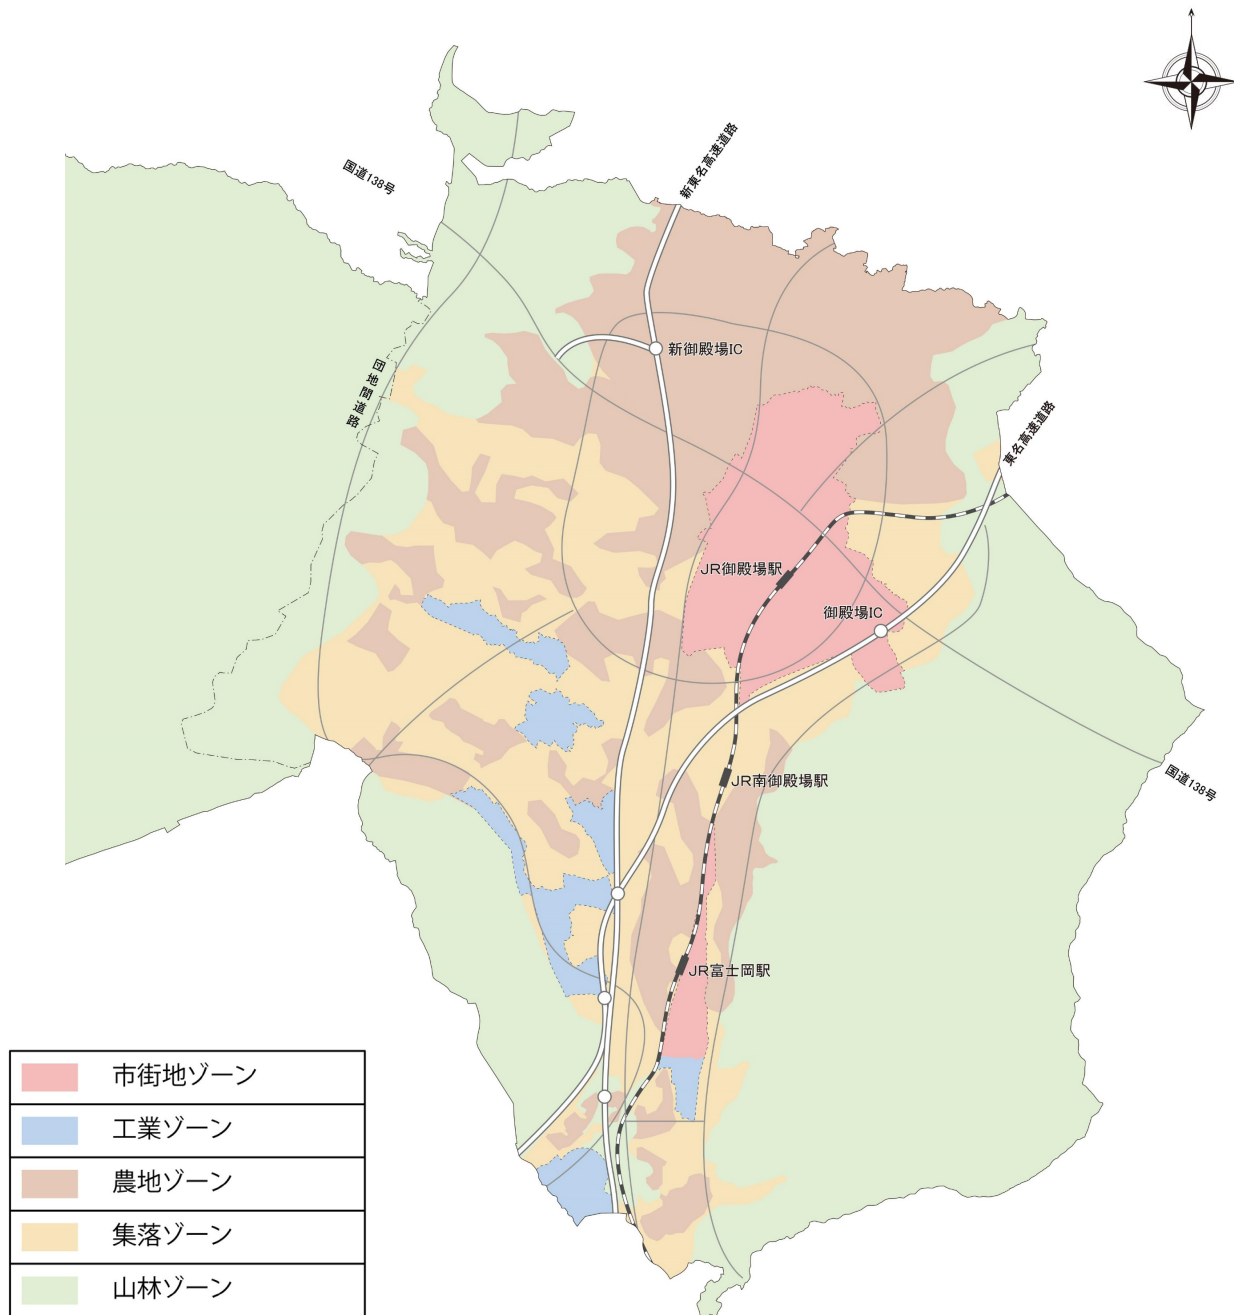 新東名高速道路
国道138号
新御殿場IC
団地間道路
東名高速道路
JR御殿場駅
御殿場IC
JR南御殿場駅
国道138号
JR富士岡駅
市街地ゾーン
工業ゾーン
農地ゾーン
集落ゾーン
山林ゾーン